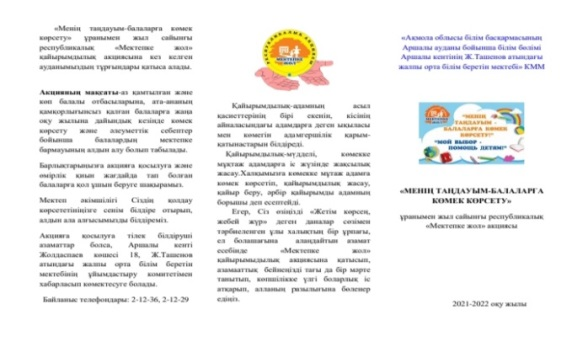 «Менің таңдауым-балаларға көмек
көрсету» ұранымен жыл сайынғы
республикалық «Мектепке жол»
қайырымдылық акциясына кез келген
ауданымыздың тұрғындары қатыса алады.
Акцияның мақсаты-аз қамтылған және
көп балалы отбасыларына, ата-ананың
қамқорлығынсыз қалған балаларға жаңа
оқу жылына дайындық кезінде көмек
көрсету және әлеуметтік себептер
бойынша балалардың мектепке
бармауының алдын алу болып табылады.
Барлықтарыңызға акцияға қосылуға және
өмірлік қиын жағдайда тап болған
балаларға қол ұшын беруге шақырамыз.
Мектеп әкімшілігі Сіздің қолдау
көрсететініңізге сенім білдіре отырып,
алдын ала алғысымызды білдіреміз.
Акцияға қосылуға тілек білдіруші
азаматтар болса, Аршалы кенті
Жолдаспаев көшесі 18, Ж.Ташенов
атындағы жалпы орта білім беретін
мектебінің ұйымдастыру комитетімен
хабарласып көмектесуге болады.
Байланыс телефондары: 2-12-36, 2-12-29
МЕКТЕПКЕ
ЖОЛ
Қайырымдылық-адамның асыл
қасиеттерінің бірі екенін, кісінің
айналасындағы адамдарға деген ықыласы
мен көмегін адамгершілік қарым-
қатынастарын білдіреді.
Қайырымдылық-мүлделі, көмекке
мұқтаж адамдарға іс жүзінде жақсылық
жасау.Халқымызға көмекке мұтаж адамға
көмек көрсетіп, қайырымдылық жасау,
қайыр беру, әрбір қайырымды адамның
борышы деп есептейді.
Егер, Сіз өзіңізді «Жетім көрсең,
жебей жүр» деген даналар сөзімен
тәрбиеленген ұлы халықтың бір ұрпағы,
ел болашағына алаңдайтын азамат
есебінде «Мектепке жол»
қайырымдылық акциясына қатысып,
азаматтық бейнеңізді тағы да бір мәрте
танытып, көпшілікке үлгі боларлық іс
атқарып, алланың разылығына бөленер
едіңіз.
«Ақмола облысы білім басқармасының
Аршалы ауданы бойынша білім бөлімі
Аршалы кентінің Ж.Ташенов атындағы
жалпы орта білім беретін мектебі» КММ
"МЕНІҢ
ТАҢДАУЫМ -
БАЛАЛАРҒА КӨМЕК
КӨРСЕТУ!"
"МОЙ ВЫБОР -
ПОМОЩЬ ДЕТЯМ!"
«МЕНІҢ ТАҢДАУЫМ-БАЛАЛАРҒА
КӨМЕК КӨРСЕТУ»
ұранымен жыл сайынғы республикалық
«Мектепке жол» акциясы
2021-2022 оқу жылы